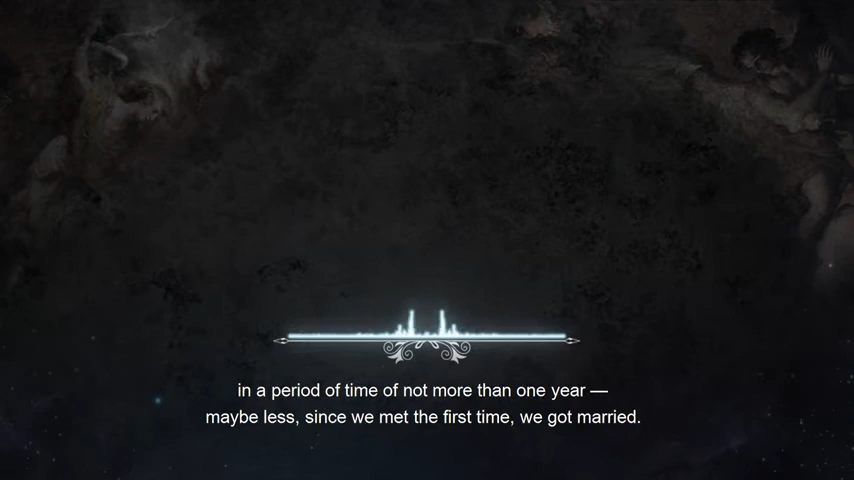 in a period of time of not more than one year —
maybe less, since we met the first time, we got married.